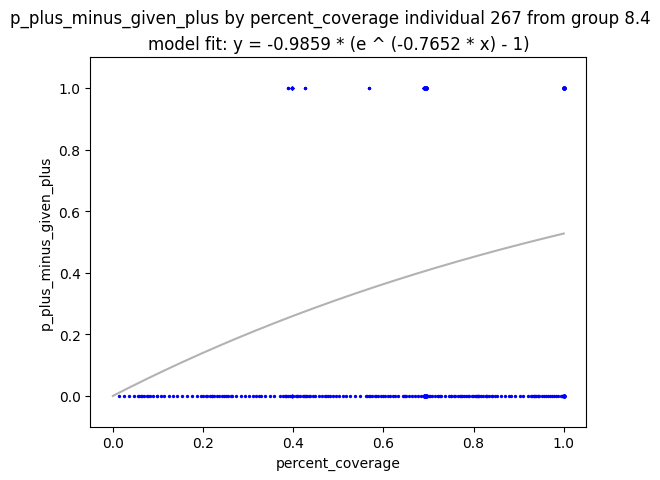 p_plus_minus_given_plus by percent_coverage individual 267 from group 8.4
model fit: y = -0.9859 * (e ^ (-0.7652 * x) - 1)
1.0
0.8
0.6
0.4
0.2
0.0
p_plus_minus_given_plus
0.0 0.2 0.4 0.6 0.8 1.0
percent_coverage